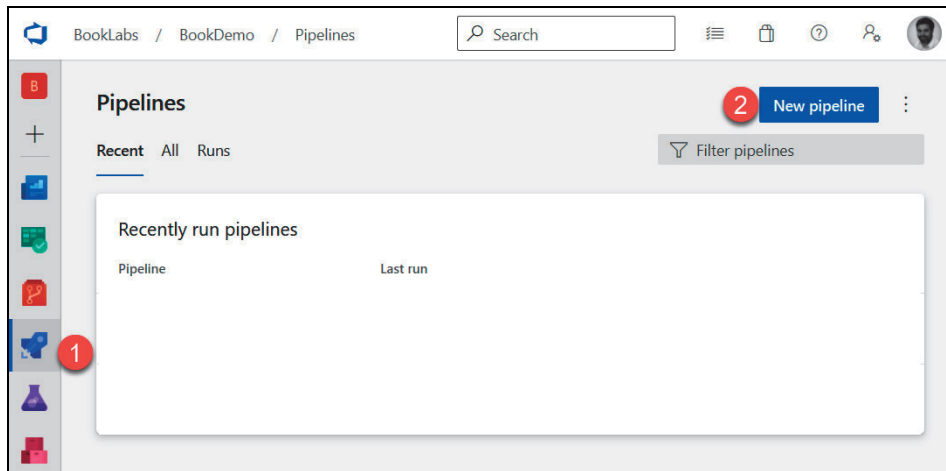 BookLabs / BookDemo / Pipelines Search
B
Pipelines
2 New pipeline
Recent All Runs Filter pipelines
Recently run pipelines
Pipeline Last run
1